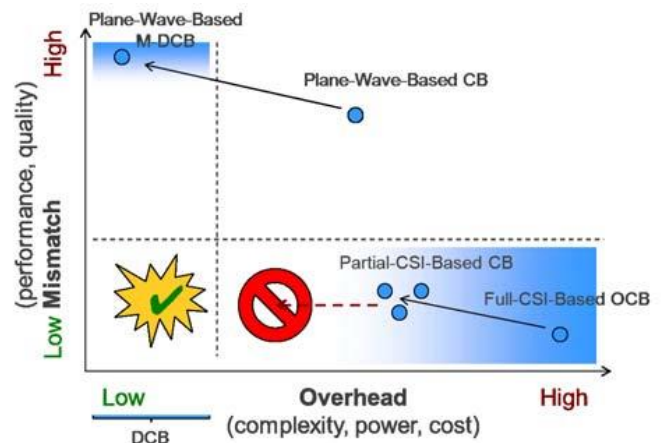 Plane-Wave-Based
M-DCB
Plane-Wave-Based CB
High
(performance, quality)
Mismatch
Low
Partial-CSI-Based CB
Full-CSI-Based OCB
Low
Overhead
High
(complexity, power, cost)
DCB